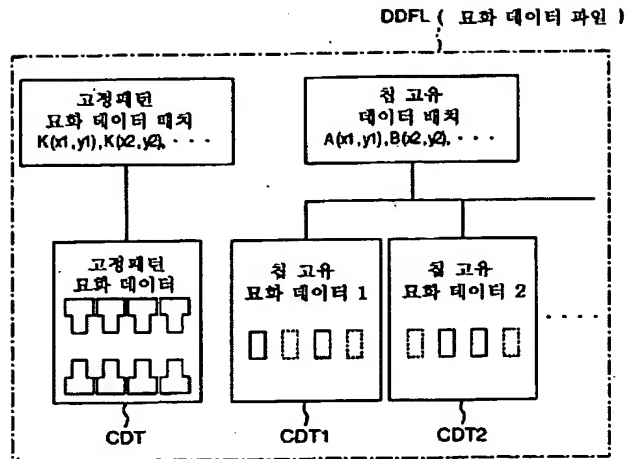 DDFL ( 묘화 데이터 파일 )
고정패턴
묘화 데이터 배치
K(x1,y1),K(x2,y2), · · ·
칩 고유
데이터 배치
A(x1,y1),B(x2,y2), · · ·
고정패턴
묘화 데이터
칩 고유
묘화 데이터 1
칩 고유
묘화 데이터 2
· · · ·
CDT
CDT1
CDT2